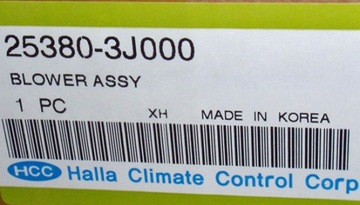 25380-3J000
BLOWER ASSY
1 PC XH MADE IN KOREA
HCC Halla Climate Control Corp